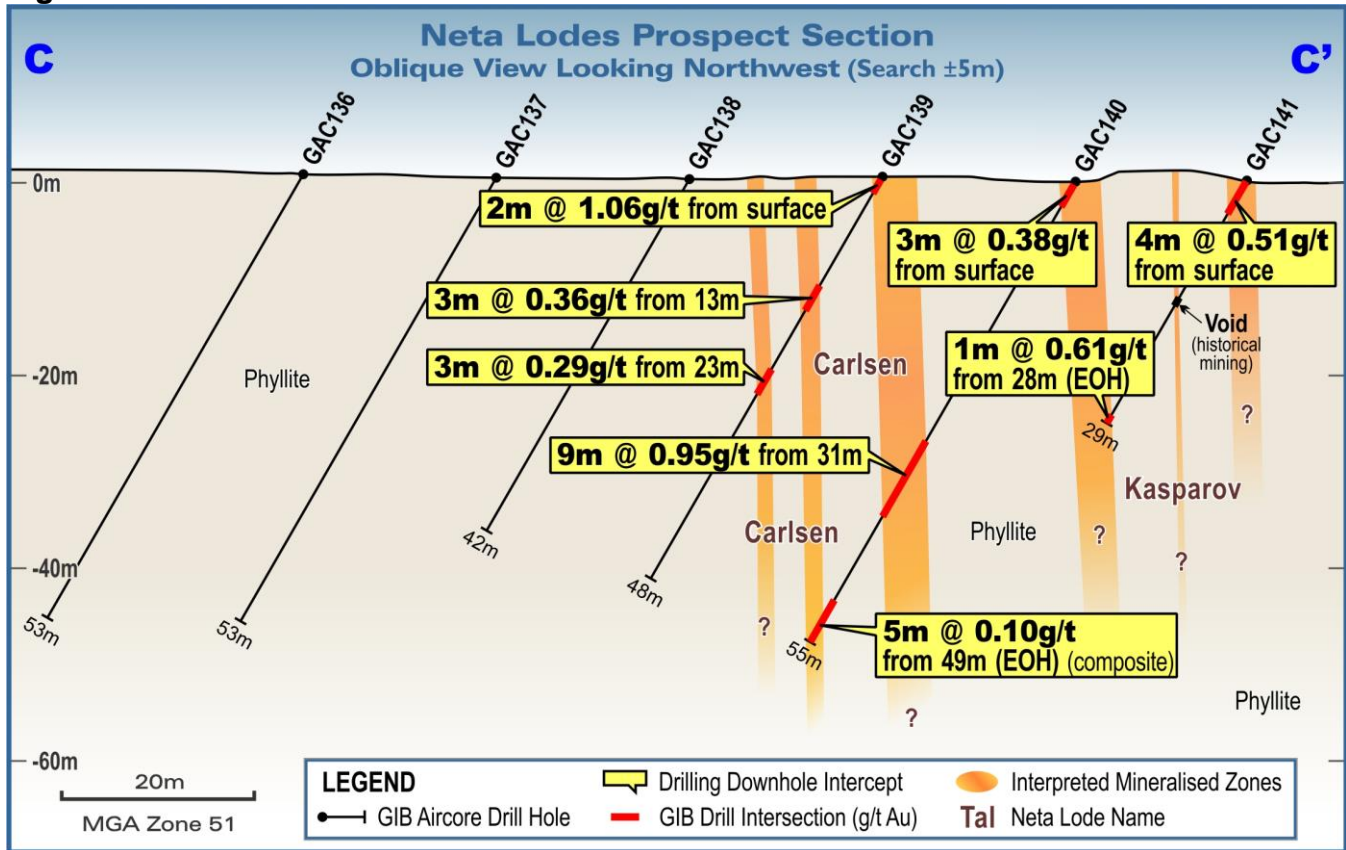 Neta Lodes Prospect Section
Oblique View Looking Northwest (Search ±5m)
C
C'
GAC136
GAC137
GAC138
GAC139
GAC140
GAC141
0m
-20m
-40m
-60m
2m @ 1.06g/t from surface
3m @ 0.38g/t
from surface
4m @ 0.51g/t
from surface
3m @ 0.36g/t from 13m
Void
(historical
mining)
1m @ 0.61g/t
from 28m (EOH)
3m @ 0.29g/t from 23m
Carlsen
Phyllite
?
29m
9m @ 0.95g/t from 31m
Kasparov
Carlsen
Phyllite
?
?
42m
48m
53m
53m
?
55m
5m @ 0.10g/t
from 49m (EOH) (composite)
?
Phyllite
20m
MGA Zone 51
LEGEND
Drilling Downhole Intercept
Interpreted Mineralised Zones
GIB Aircore Drill Hole
GIB Drill Intersection (g/t Au)
Tal Neta Lode Name